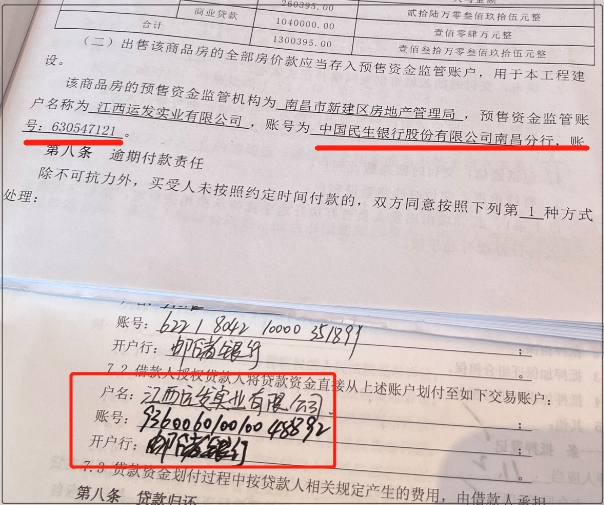 260395.00
商业贷款
贰拾陆万零叁佰玖拾伍元整
1040000.00
壹佰零肆万元整
合计
1300395.00
壹佰叁拾万零叁佰玖拾伍元整
（二）出售该商品房的全部房价款应当存入预售资金监管账户，用于本工程建
设。
该商品房的预售资金监管机构为 南昌市新建区房地产管理局 ，预售资金监管账
户名称为 江西运发实业有限公司 ，账号为 中国民生银行股份有限公司南昌分行，账
号：630547121 。
第八条 逾期付款责任
除不可抗力外，买受人未按照约定时间付款的，双方同意按照下列第 1 种方式
处理：
账号：6221 8042 10000 351899
开户行：邮储银行
7.2 借款人授权贷款人将贷款资金直接从上述账户划付至如下交易账户：
户名：江西运发实业有限公司
账号：936006010010048892
开户行：邮储银行
7.3 贷款资金划付过程中按贷款人相关规定产生的费用，由借款人承担
第八条 贷款归还